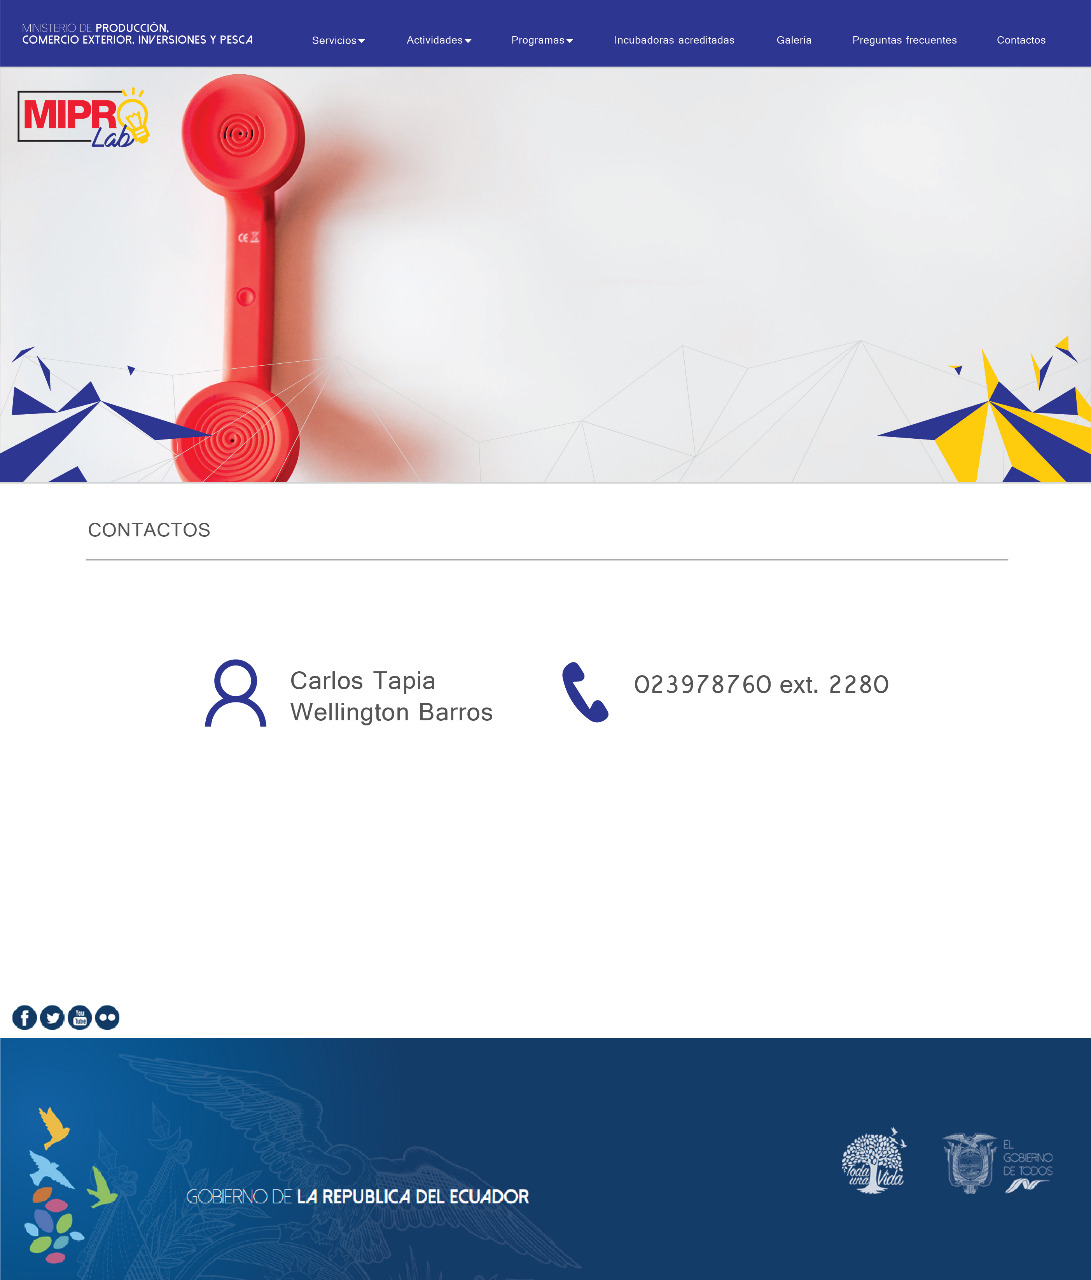 MINISTERIO DE PRODUCCIÓN,
COMERCIO EXTERIOR, INVERSIONES Y PESCA
Servicios
Actividades
Programas
Incubadoras acreditadas
Galería
Preguntas frecuentes
Contactos
MIPRO
Lab
CE
CONTACTOS
Carlos Tapia
Wellington Barros
023978760 ext. 2280
You
Tube
GOBIERNO DE LA REPUBLICA DEL ECUADOR
Toda
una Vida
EL
GOBIERNO
DE TODOS